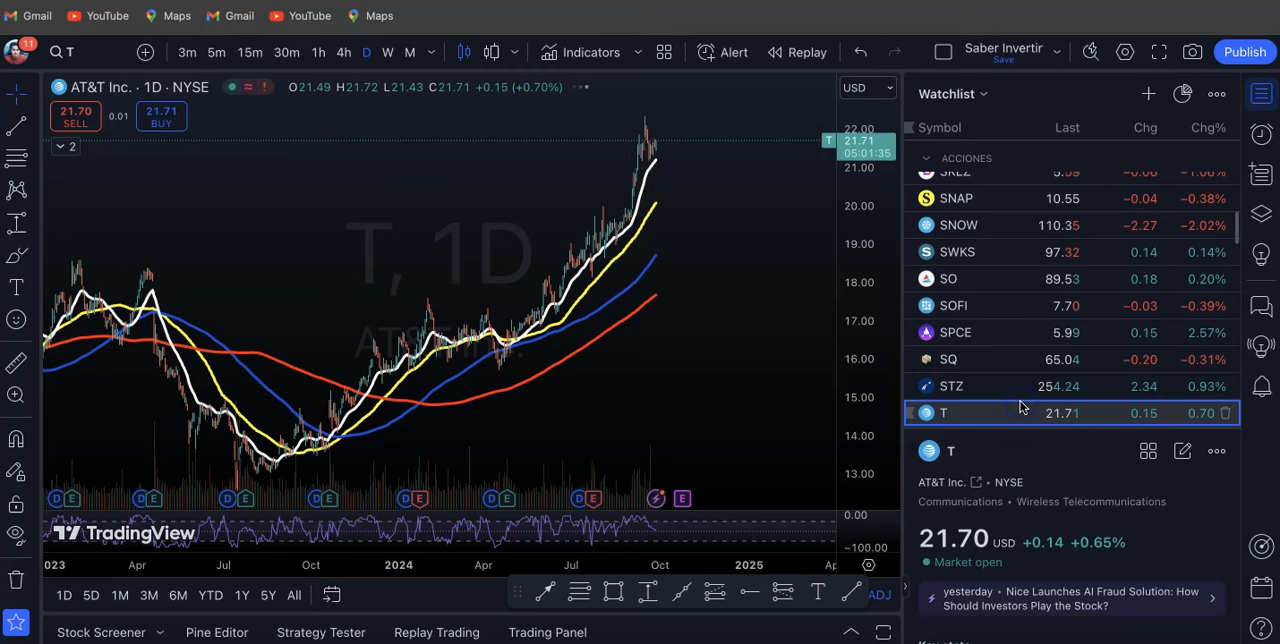 Gmail YouTube Maps Gmail YouTube Maps
11
T 3m 5m 15m 30m 1h 4h D W M Indicators Alert Replay Saber Invertir Publish
Save
AT&T Inc. · 1D · NYSE O21.49 H21.72 L21.43 C21.71 +0.15 (+0.70%) USD
21.70 0.01 21.71
SELL BUY
2
T, 1D
AT&T Inc.
22.00
T 21.71
05:01:35
21.00
20.00
19.00
18.00
17.00
16.00
15.00
14.00
13.00
D E D E D E D E D E D E D E E
0.00
TradingView
−100.00
023 Apr Jul Oct 2024 Apr Jul Oct 2025
1D 5D 1M 3M 6M YTD 1Y 5Y All ADJ
Stock Screener Pine Editor Strategy Tester Replay Trading Trading Panel
Watchlist
Symbol Last Chg Chg%
ACCIONES
SNAP 10.55 −0.04 −0.38%
SNOW 110.35 −2.27 −2.02%
SWKS 97.32 0.14 0.14%
SO 89.53 0.18 0.20%
SOFI 7.70 −0.03 −0.39%
SPCE 5.99 0.15 2.57%
SQ 65.04 −0.20 −0.31%
STZ 254.24 2.34 0.93%
T 21.71 0.15 0.70
T
AT&T Inc. • NYSE
Communications • Wireless Telecommunications
21.70 USD +0.14 +0.65%
Market open
yesterday • Nice Launches AI Fraud Solution: How
Should Investors Play the Stock?